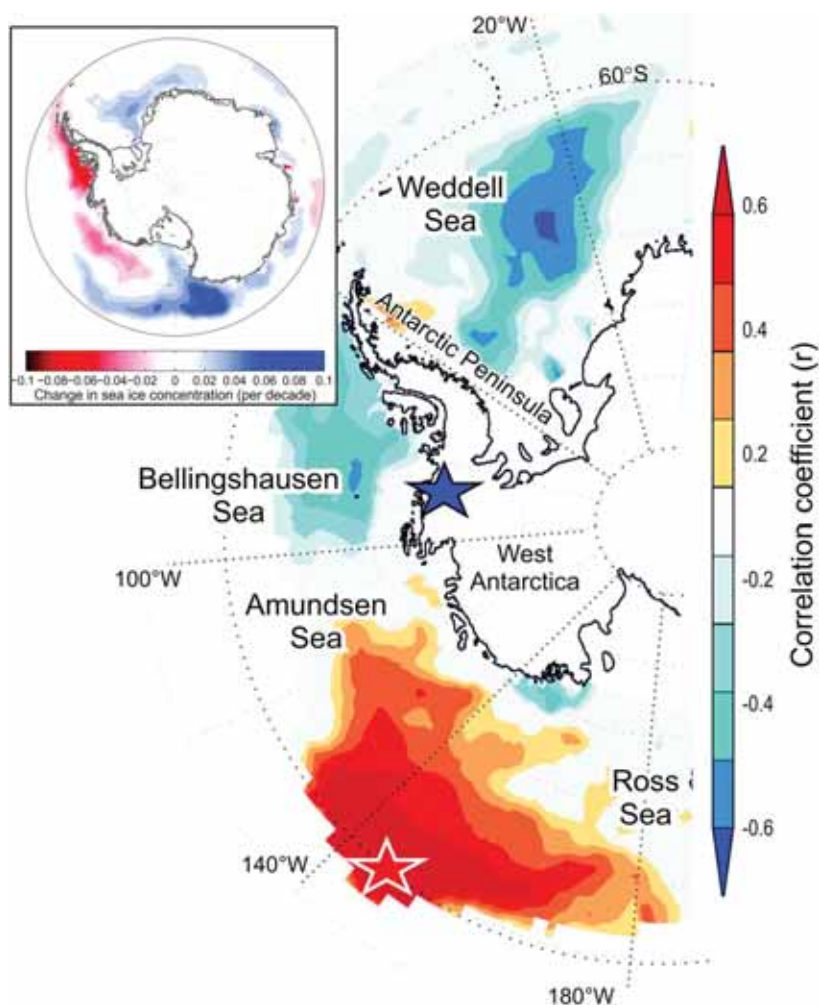 20°W
60°S
Weddell
Sea
Antarctic Peninsula
-0.1 -0.08 -0.06 -0.04 -0.02 0 0.02 0.04 0.06 0.08 0.1
Change in sea ice concentration (per decade)
Bellingshausen
Sea
100°W
West
Antarctica
Amundsen
Sea
Ross
Sea
140°W
180°W
0.6
0.4
0.2
-0.2
-0.4
-0.6
Correlation coefficient (r)